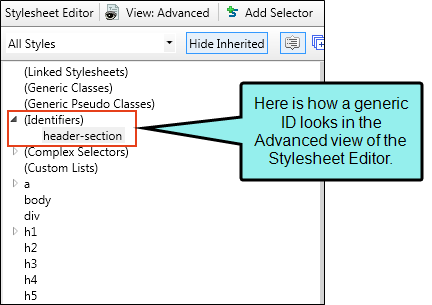 Stylesheet Editor View: Advanced Add Selector
All Styles Hide Inherited
(Linked Stylesheets)
(Generic Classes)
(Generic Pseudo Classes)
(Identifiers)
header-section
(Complex Selectors)
(Custom Lists)
a
body
div
h1
h2
h3
h4
h5
Here is how a generic
ID looks in the
Advanced view of the
Stylesheet Editor.